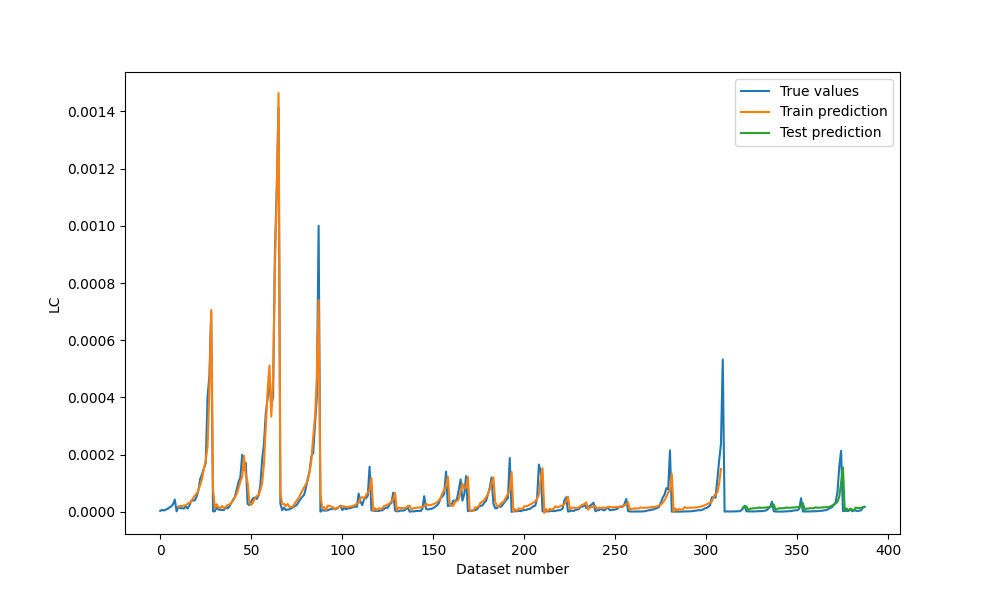 True values
Train prediction
Test prediction
0.0014
0.0012
0.0010
0.0008
0.0006
0.0004
0.0002
0.0000
LC
0 50 100 150 200 250 300 350 400
Dataset number